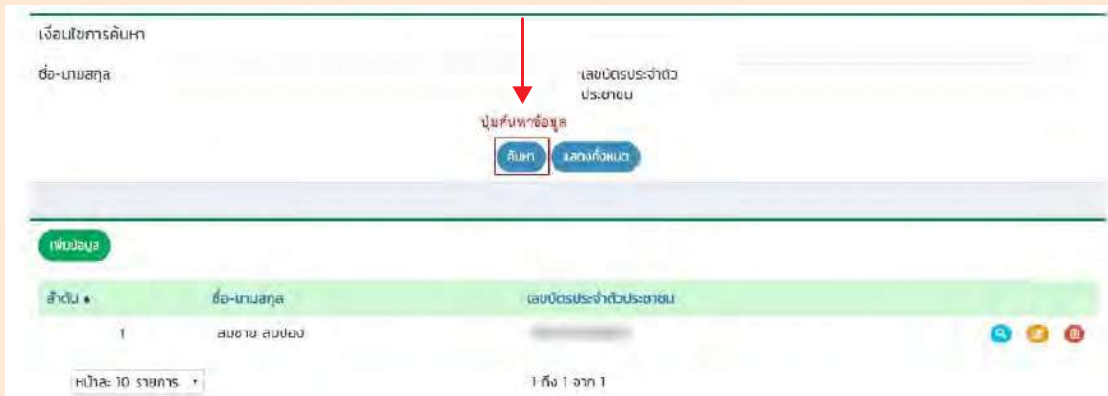 เงื่อนไขการค้นหา
ชื่อ-นามสกุล
เลขบัตรประจำตัว
ประชาชน
ปุ่มค้นหาข้อมูล
ค้นหา แสดงทั้งหมด
เพิ่มข้อมูล
ลำดับ ชื่อ-นามสกุล เลขบัตรประจำตัวประชาชน
1 สมชาย สมปอง
หน้าละ 10 รายการ 1 ถึง 1 จาก 1